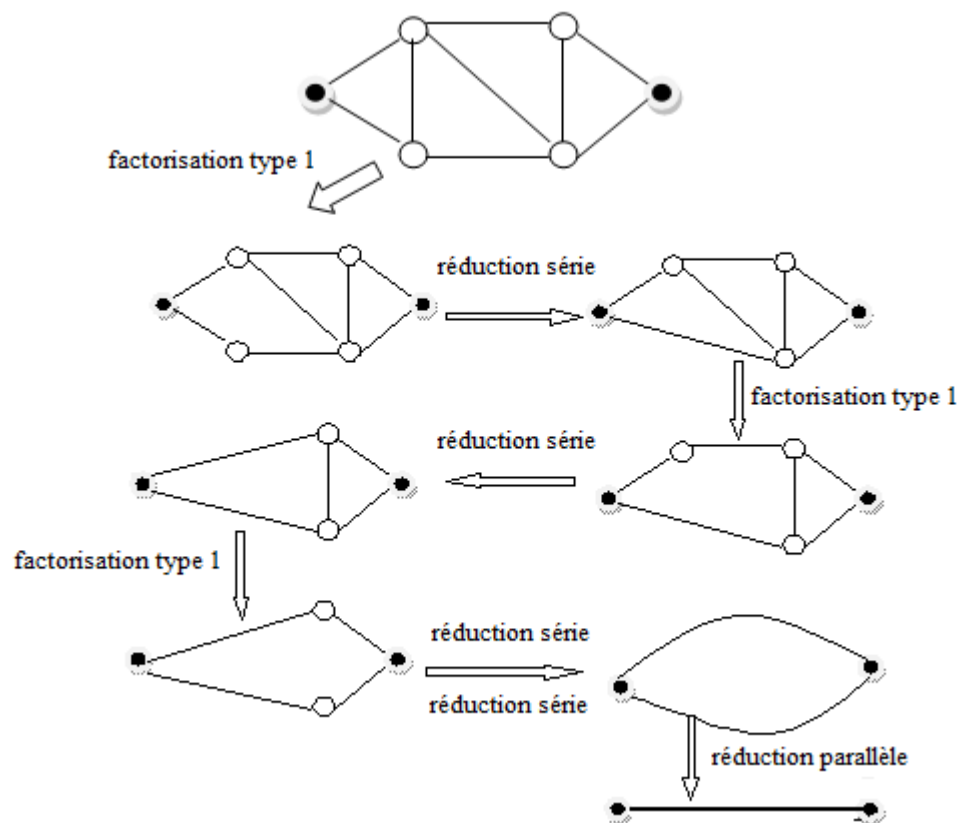 factorisation type 1
réduction série
factorisation type 1
réduction série
factorisation type 1
réduction série
réduction série
réduction parallèle